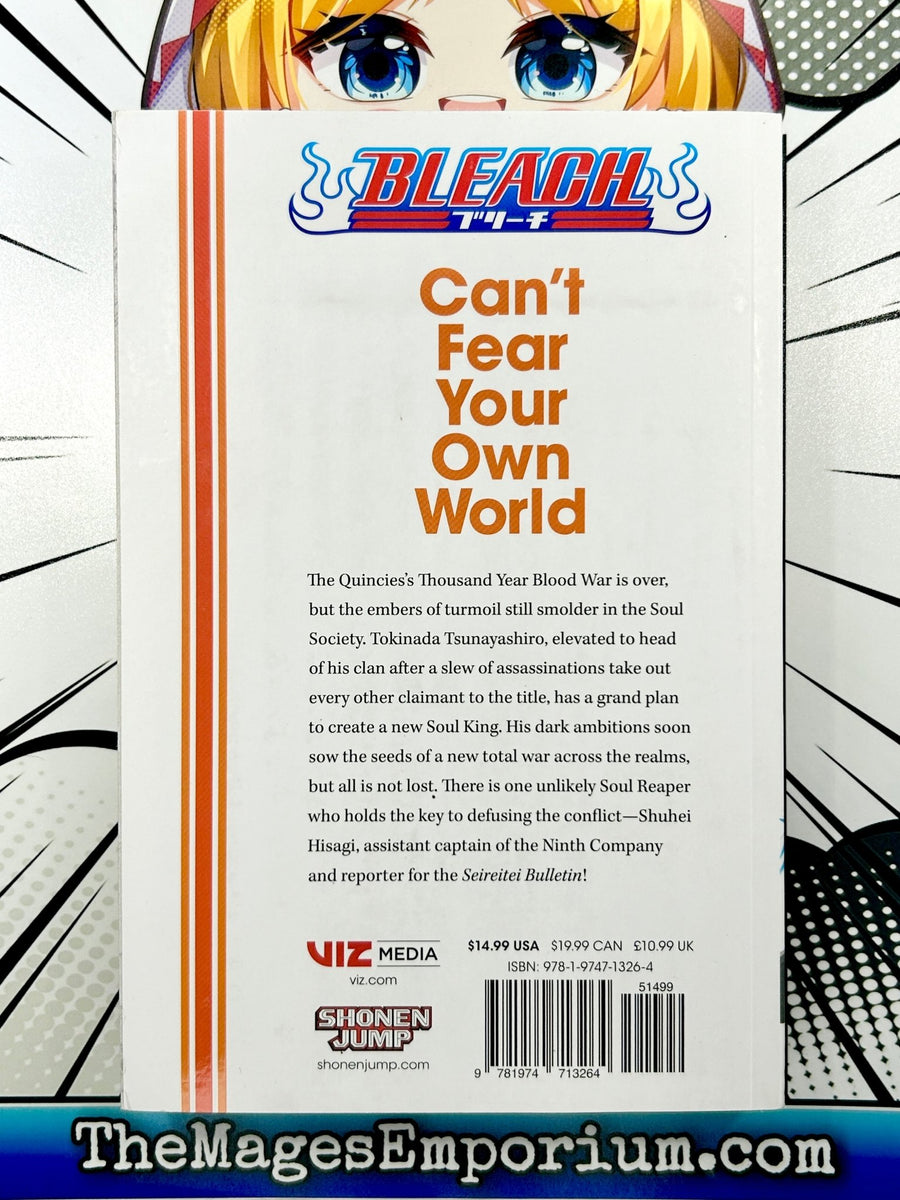 BLEACH
ブリーチ
Can't
Fear
Your
Own
World
The Quincies's Thousand Year Blood War is over,
but the embers of turmoil still smolder in the Soul
Society. Tokinada Tsunayashiro, elevated to head
of his clan after a slew of assassinations take out
every other claimant to the title, has a grand plan
to create a new Soul King. His dark ambitions soon
sow the seeds of a new total war across the realms,
but all is not lost. There is one unlikely Soul Reaper
who holds the key to defusing the conflict—Shuhei
Hisagi, assistant captain of the Ninth Company
and reporter for the Seireitei Bulletin!
VIZ MEDIA
viz.com
SHONEN
JUMP
shonenjump.com
$14.99 USA $19.99 CAN £10.99 UK
ISBN: 978-1-9747-1326-4
51499
9 781974 713264
TheMagesEmporium.com